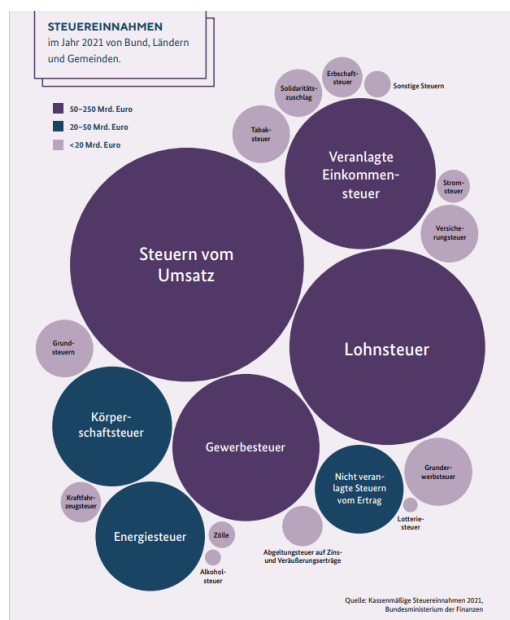 STEUEREINNAHMEN
im Jahr 2021 von Bund, Ländern
und Gemeinden.
50–250 Mrd. Euro
20–50 Mrd. Euro
<20 Mrd. Euro
Erbschaft-
steuer
Solidaritäts-
zuschlag
Sonstige Steuern
Tabak-
steuer
Veranlagte
Einkommen-
steuer
Strom-
steuer
Versiche-
rungsteuer
Steuern vom
Umsatz
Lohnsteuer
Grund-
steuern
Körper-
schaftsteuer
Gewerbesteuer
Nicht veran-
lagte Steuern
vom Ertrag
Grunder-
werbsteuer
Kraftfahr-
zeugsteuer
Energiesteuer
Zölle
Lotterie-
steuer
Abgeltungsteuer auf Zins-
und Veräußerungserträge
Alkohol-
steuer
Quelle: Kassenmäßige Steuereinnahmen 2021,
Bundesministerium der Finanzen